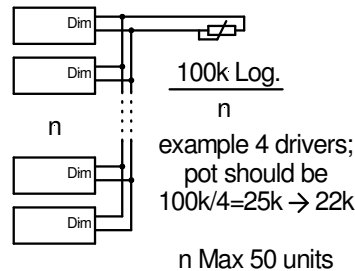 Dim
Dim
100k Log.
n
n
example 4 drivers;
pot should be
100k/4=25k → 22k
Dim
Dim
n Max 50 units